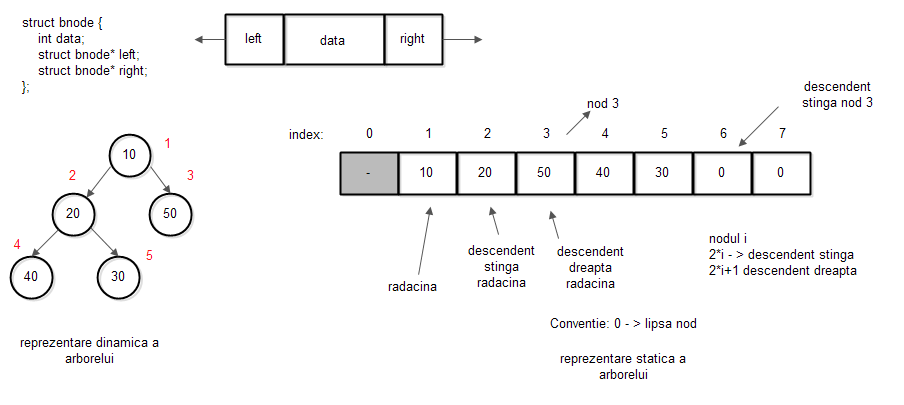 struct bnode {
int data;
struct bnode* left;
struct bnode* right;
};
left data right
descendent
stinga nod 3
nod 3
index: 0 1 2 3 4 5 6 7
- 10 20 50 40 30 0 0
1
10
2
3
20
50
4
5
40
30
radacina
descendent
stinga
radacina
descendent
dreapta
radacina
nodul i
2*i - > descendent stinga
2*i+1 descendent dreapta
Conventie: 0 - > lipsa nod
reprezentare dinamica a
arborelui
reprezentare statica a
arborelui